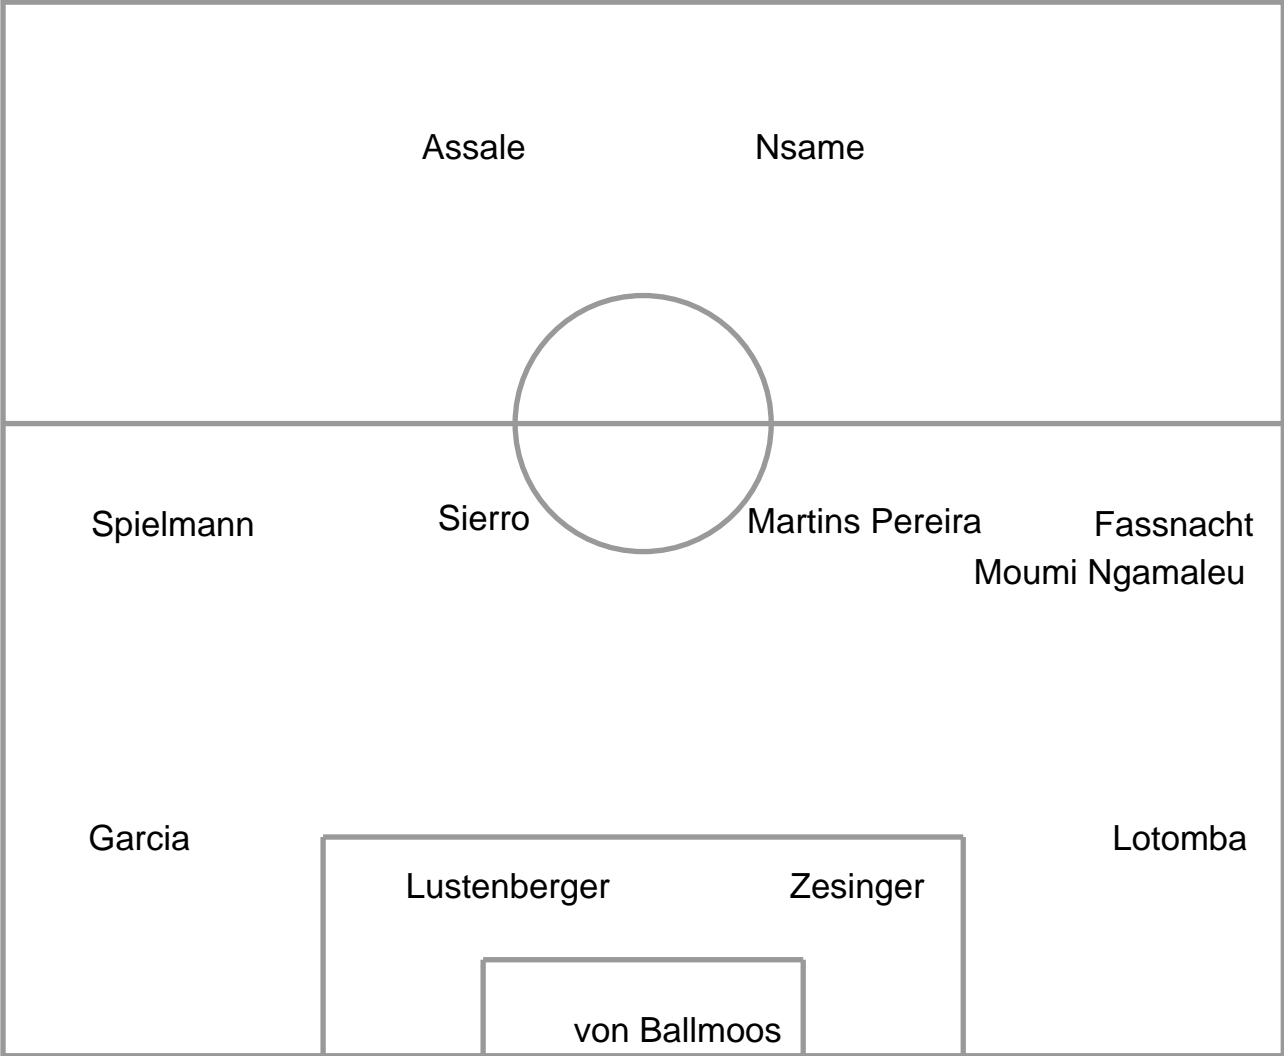 Assale
Nsame
Spielmann
Sierro
Martins Pereira
Fassnacht
Moumi Ngamaleu
Garcia
Lotomba
Lustenberger
Zesinger
von Ballmoos